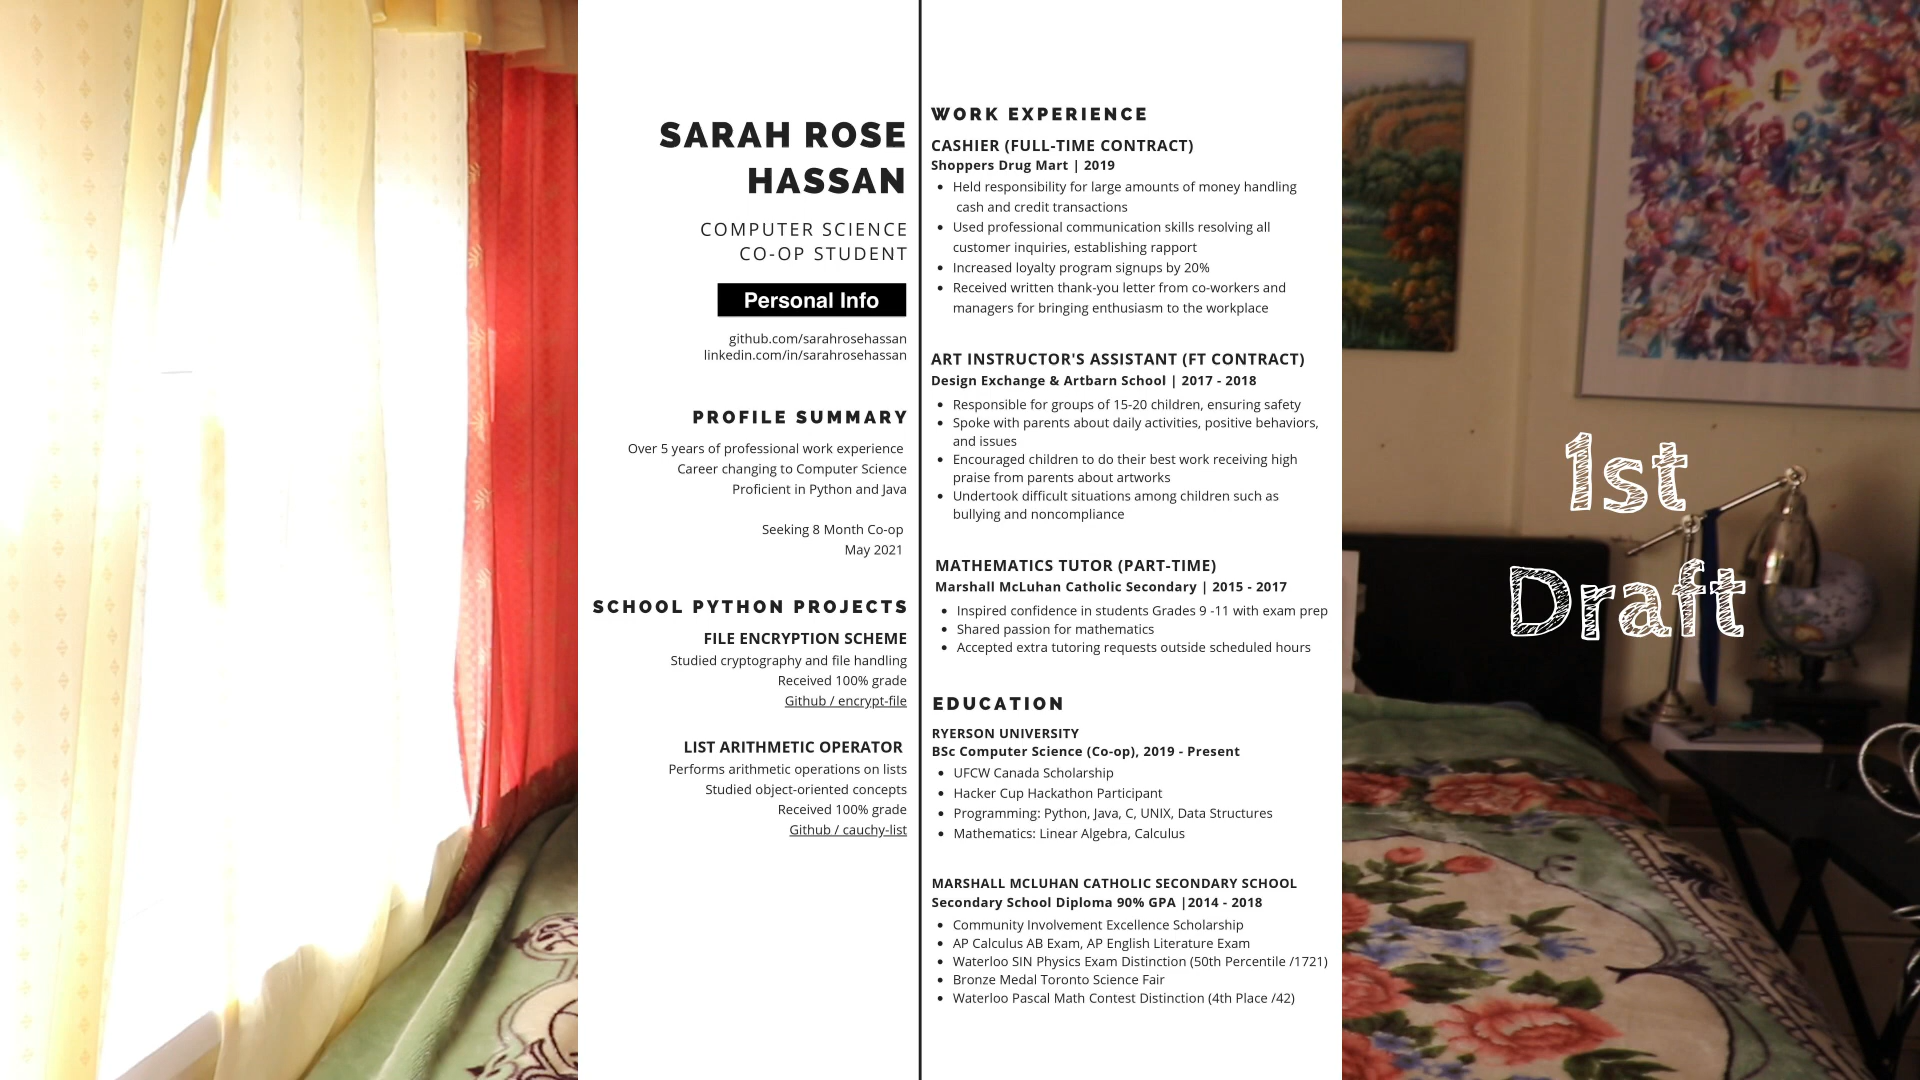 SARAH ROSE
HASSAN
COMPUTER SCIENCE
CO-OP STUDENT
Personal Info
github.com/sarahrosehassan
linkedin.com/in/sarahrosehassan
PROFILE SUMMARY
Over 5 years of professional work experience
Career changing to Computer Science
Proficient in Python and Java
Seeking 8 Month Co-op
May 2021
SCHOOL PYTHON PROJECTS
FILE ENCRYPTION SCHEME
Studied cryptography and file handling
Received 100% grade
Github / encrypt-file
LIST ARITHMETIC OPERATOR
Performs arithmetic operations on lists
Studied object-oriented concepts
Received 100% grade
Github / cauchy-list
WORK EXPERIENCE
CASHIER (FULL-TIME CONTRACT)
Shoppers Drug Mart | 2019
• Held responsibility for large amounts of money handling
cash and credit transactions
• Used professional communication skills resolving all
customer inquiries, establishing rapport
• Increased loyalty program signups by 20%
• Received written thank-you letter from co-workers and
managers for bringing enthusiasm to the workplace
ART INSTRUCTOR'S ASSISTANT (FT CONTRACT)
Design Exchange & Artbarn School | 2017 - 2018
• Responsible for groups of 15-20 children, ensuring safety
• Spoke with parents about daily activities, positive behaviors,
and issues
• Encouraged children to do their best work receiving high
praise from parents about artworks
• Undertook difficult situations among children such as
bullying and noncompliance
MATHEMATICS TUTOR (PART-TIME)
Marshall McLuhan Catholic Secondary | 2015 - 2017
• Inspired confidence in students Grades 9 -11 with exam prep
• Shared passion for mathematics
• Accepted extra tutoring requests outside scheduled hours
EDUCATION
RYERSON UNIVERSITY
BSc Computer Science (Co-op), 2019 - Present
• UFCW Canada Scholarship
• Hacker Cup Hackathon Participant
• Programming: Python, Java, C, UNIX, Data Structures
• Mathematics: Linear Algebra, Calculus
MARSHALL MCLUHAN CATHOLIC SECONDARY SCHOOL
Secondary School Diploma 90% GPA |2014 - 2018
• Community Involvement Excellence Scholarship
• AP Calculus AB Exam, AP English Literature Exam
• Waterloo SIN Physics Exam Distinction (50th Percentile /1721)
• Bronze Medal Toronto Science Fair
• Waterloo Pascal Math Contest Distinction (4th Place /42)
1st
Draft